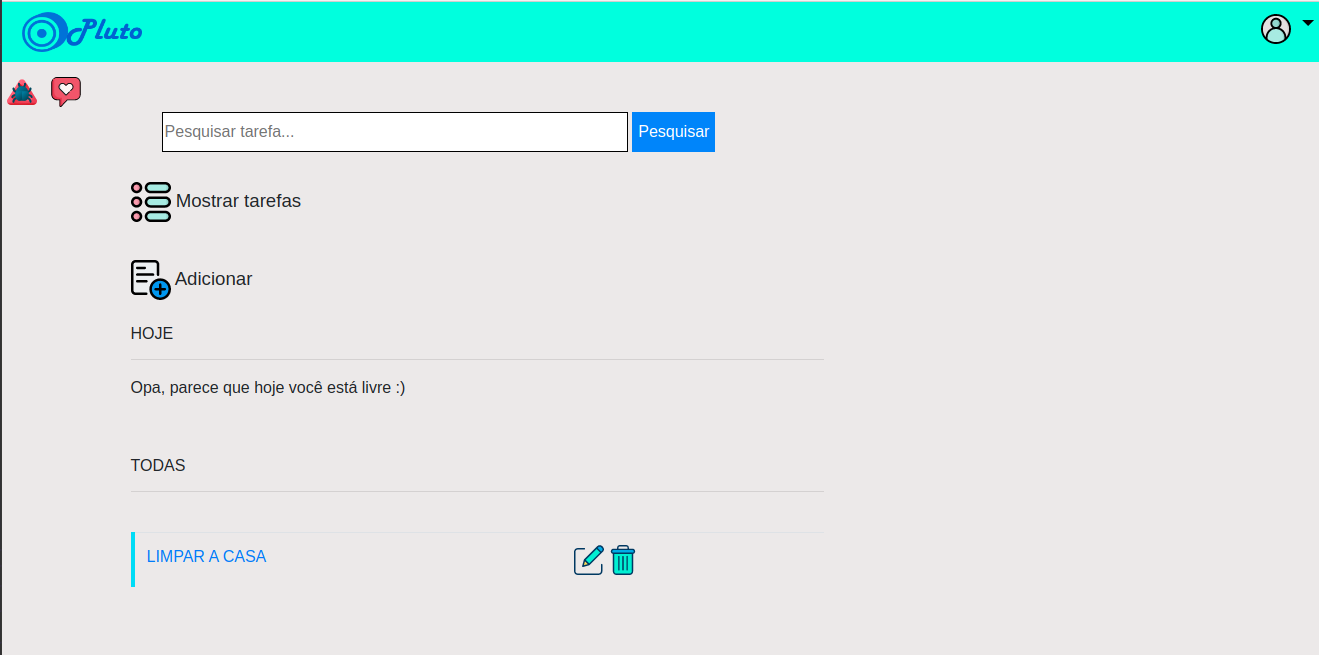 Pluto
Pesquisar tarefa...
Pesquisar
Mostrar tarefas
Adicionar
HOJE
Opa, parece que hoje você está livre :)
TODAS
LIMPAR A CASA